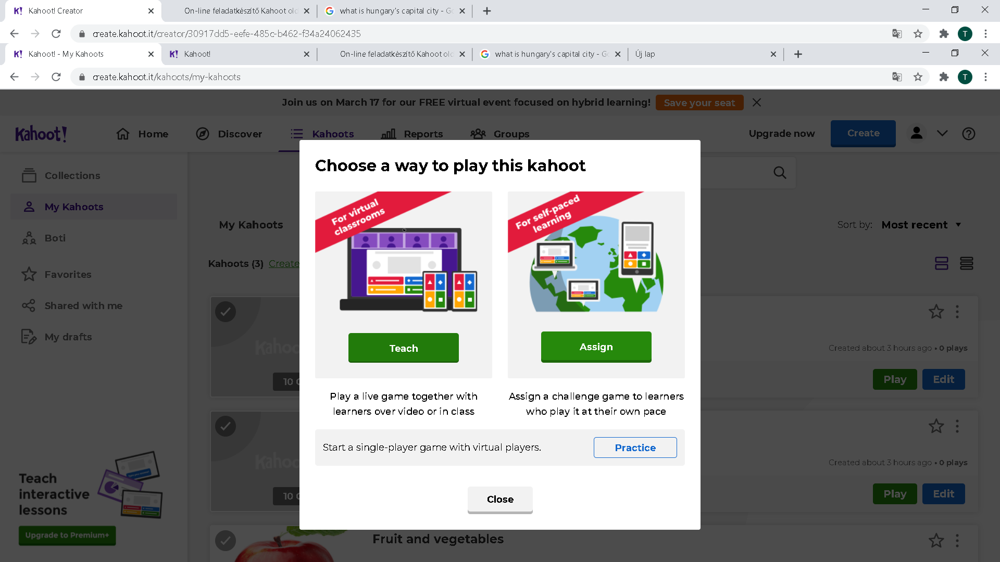 Kahoot! Creator
On-line feladatkészítő Kahoot old
what is hungary's capital city - Go
create.kahoot.it/creator/30917dd5-eefe-485c-b462-f34a24062435
T
Kahoot! - My Kahoots
Kahoot!
On-line feladatkészítő Kahoot old
what is hungary's capital city - Go
Új lap
create.kahoot.it/kahoots/my-kahoots
T
Join us on March 17 for our FREE virtual event focused on hybrid learning!
Save your seat
Kahoot!
Home
Discover
Kahoots
Reports
Groups
Upgrade now
Create
Collections
My Kahoots
Boti
Favorites
Shared with me
My drafts
Teach
interactive
lessons
Upgrade to Premium+
My Kahoots
Sort by: Most recent
Kahoots (3) Create
Choose a way to play this kahoot
For virtual
classrooms
Teach
Play a live game together with
learners over video or in class
For self-paced
learning
Assign
Assign a challenge game to learners
who play it at their own pace
Start a single-player game with virtual players.
Practice
Close
10
Created about 3 hours ago • 0 plays
Play
Edit
10
Created about 3 hours ago • 0 plays
Play
Edit
Fruit and vegetables